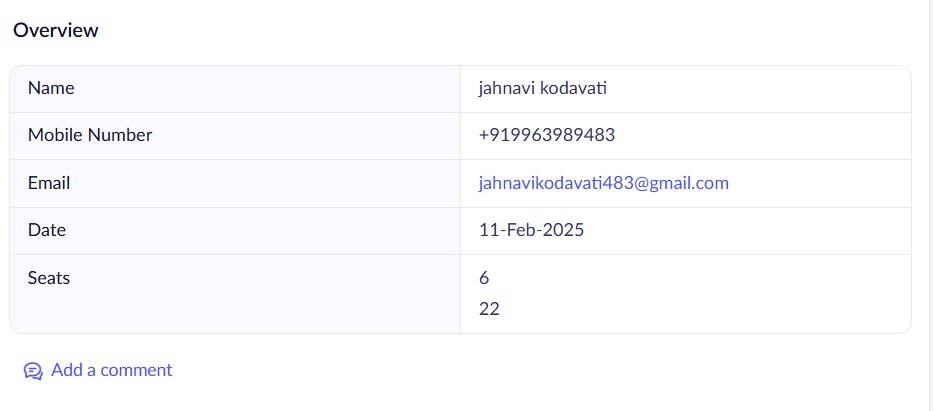 Overview
Name jahnavi kodavati
Mobile Number +919963989483
Email jahnavikodavati483@gmail.com
Date 11-Feb-2025
Seats 6
22
Add a comment